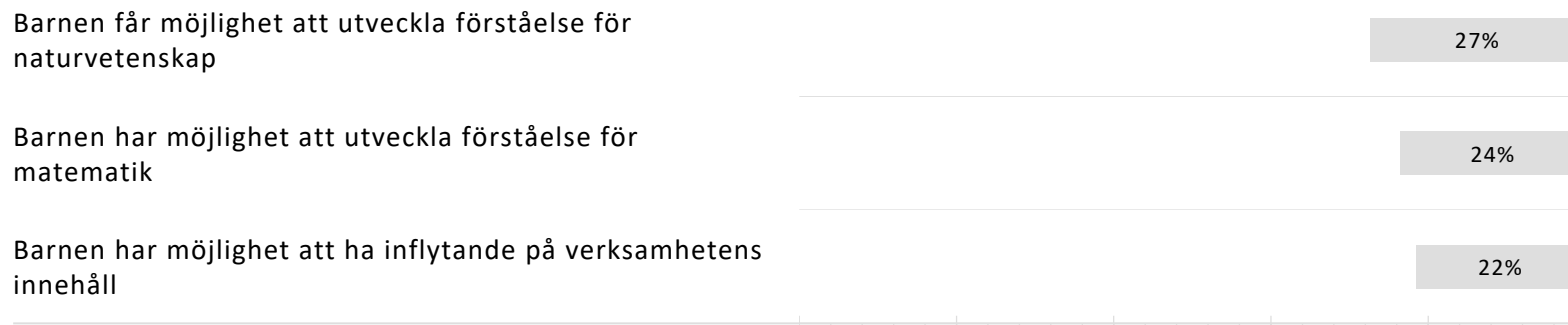 Barnen får möjlighet att utveckla förståelse för
naturvetenskap
27%
Barnen har möjlighet att utveckla förståelse för
matematik
24%
Barnen har möjlighet att ha inflytande på verksamhetens
innehåll
22%